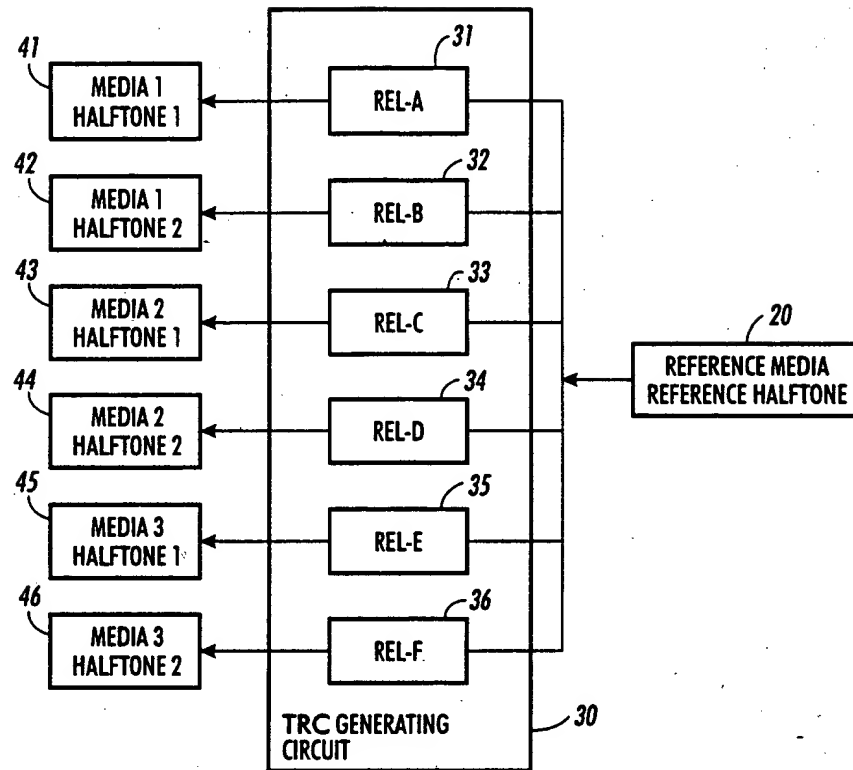 41
MEDIA 1
HALFTONE 1
31
REL-A
42
MEDIA 1
HALFTONE 2
32
REL-B
43
MEDIA 2
HALFTONE 1
33
REL-C
20
REFERENCE MEDIA
REFERENCE HALFTONE
44
MEDIA 2
HALFTONE 2
34
REL-D
45
MEDIA 3
HALFTONE 1
35
REL-E
46
MEDIA 3
HALFTONE 2
36
REL-F
TRC GENERATING
CIRCUIT
30